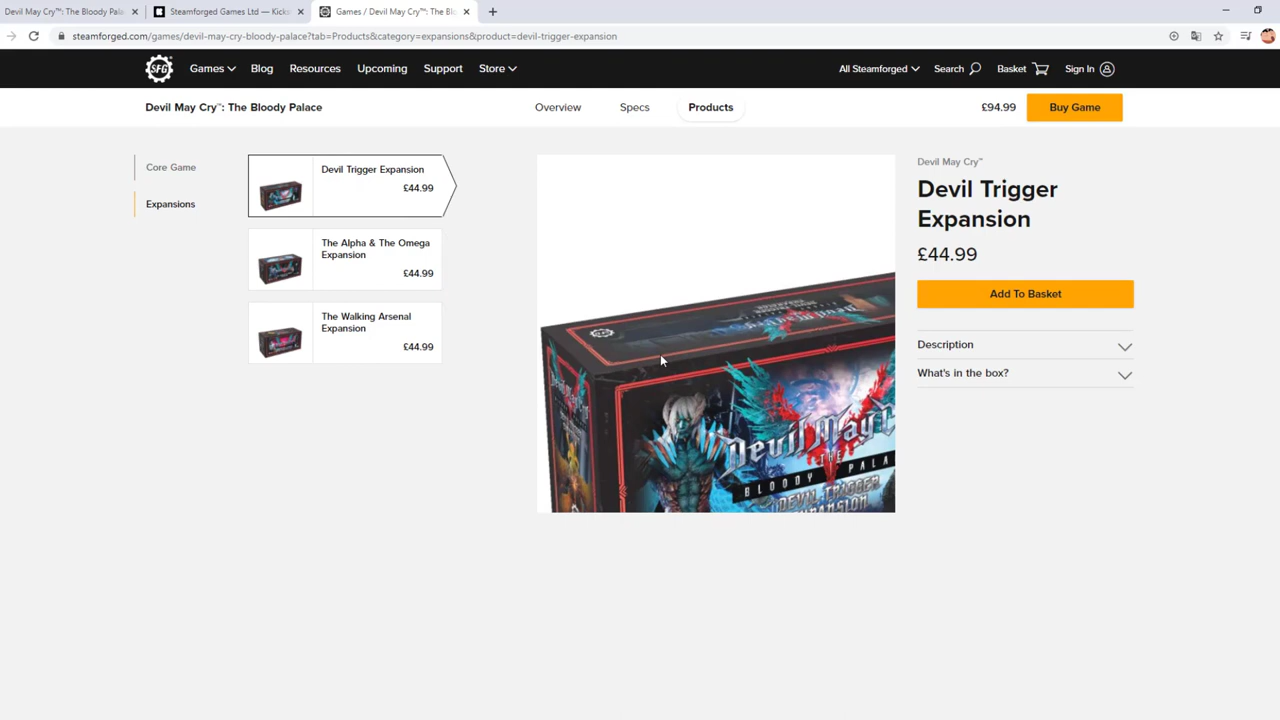 Devil May Cry™: The Bloody Pala
Steamforged Games Ltd — Kicks
Games / Devil May Cry™: The Blo
steamforged.com/games/devil-may-cry-bloody-palace?tab=Products&category=expansions&product=devil-trigger-expansion
SFG
Games
Blog
Resources
Upcoming
Support
Store
All Steamforged
Search
Basket
Sign In
Devil May Cry™: The Bloody Palace
Overview
Specs
Products
£94.99
Buy Game
Core Game
Expansions
Devil Trigger Expansion
£44.99
The Alpha & The Omega
Expansion
£44.99
The Walking Arsenal
Expansion
£44.99
Devil May C
THE
BLOODY PALA
DEVIL TRIGGER
EXPANSION
Devil May Cry™
Devil Trigger
Expansion
£44.99
Add To Basket
Description
What's in the box?